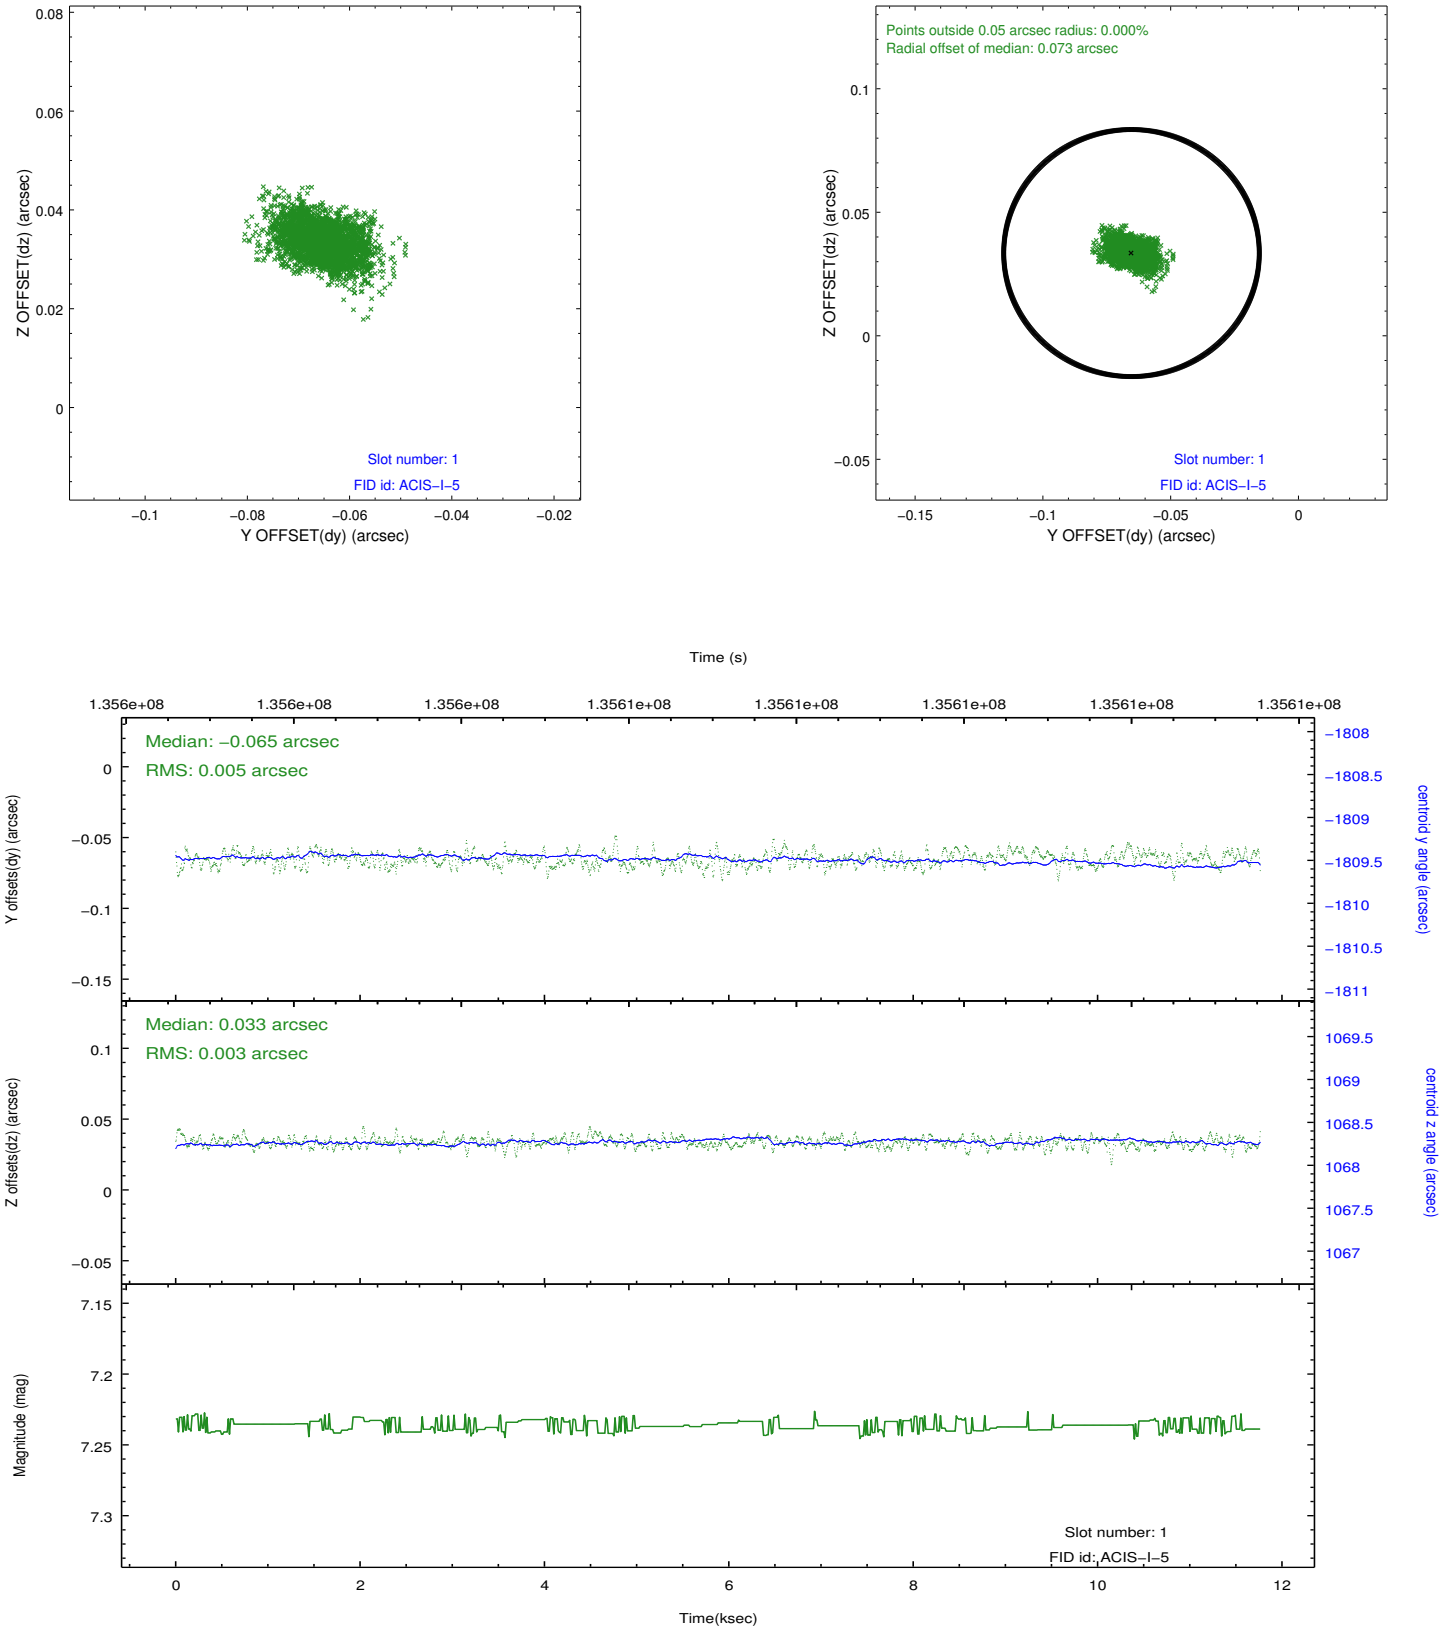 0.08
0.06
0.04
0.02
0
Z OFFSET(dz) (arcsec)
Slot number: 1
FID id: ACIS−I−5
−0.1
−0.08
−0.06
−0.04
−0.02
Y OFFSET(dy) (arcsec)
Points outside 0.05 arcsec radius: 0.000%
Radial offset of median: 0.073 arcsec
0.1
0.05
0
−0.05
Z OFFSET(dz) (arcsec)
Slot number: 1
FID id: ACIS−I−5
−0.15
−0.1
−0.05
0
Y OFFSET(dy) (arcsec)
Time (s)
1.356e+08
1.356e+08
1.356e+08
1.3561e+08
1.3561e+08
1.3561e+08
1.3561e+08
1.3561e+08
Median: −0.065 arcsec
RMS: 0.005 arcsec
0
−0.05
−0.1
−0.15
Y offsets(dy) (arcsec)
−1808
−1808.5
−1809
−1809.5
−1810
−1810.5
−1811
centroid y angle (arcsec)
Median: 0.033 arcsec
RMS: 0.003 arcsec
0.1
0.05
0
−0.05
Z offsets(dz) (arcsec)
1069.5
1069
1068.5
1068
1067.5
1067
centroid z angle (arcsec)
7.15
7.2
7.25
7.3
Magnitude (mag)
Slot number: 1
FID id: ACIS−I−5
0
2
4
6
8
10
12
Time(ksec)